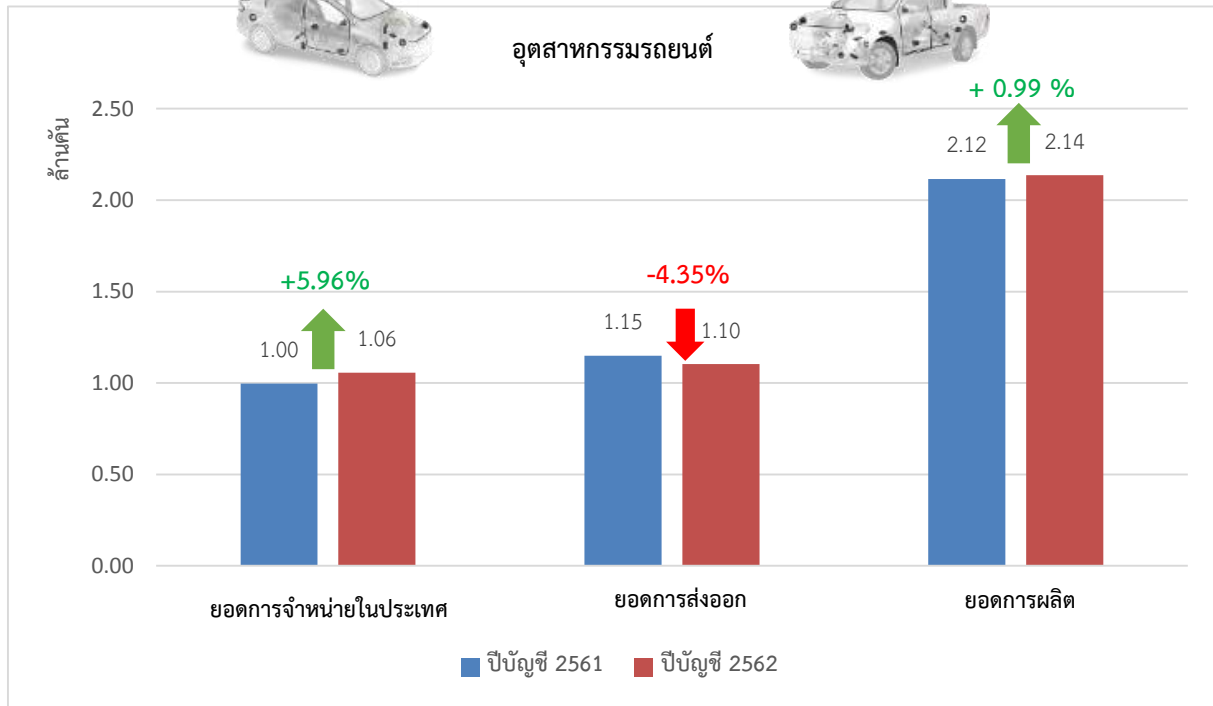 อุตสาหกรรมรถยนต์
ล้านคัน
2.50
2.00
1.50
1.00
0.50
0.00
+5.96%
1.00
1.06
-4.35%
1.15
1.10
+ 0.99 %
2.12
2.14
ยอดการจำหน่ายในประเทศ
ยอดการส่งออก
ยอดการผลิต
ปีบัญชี 2561
ปีบัญชี 2562